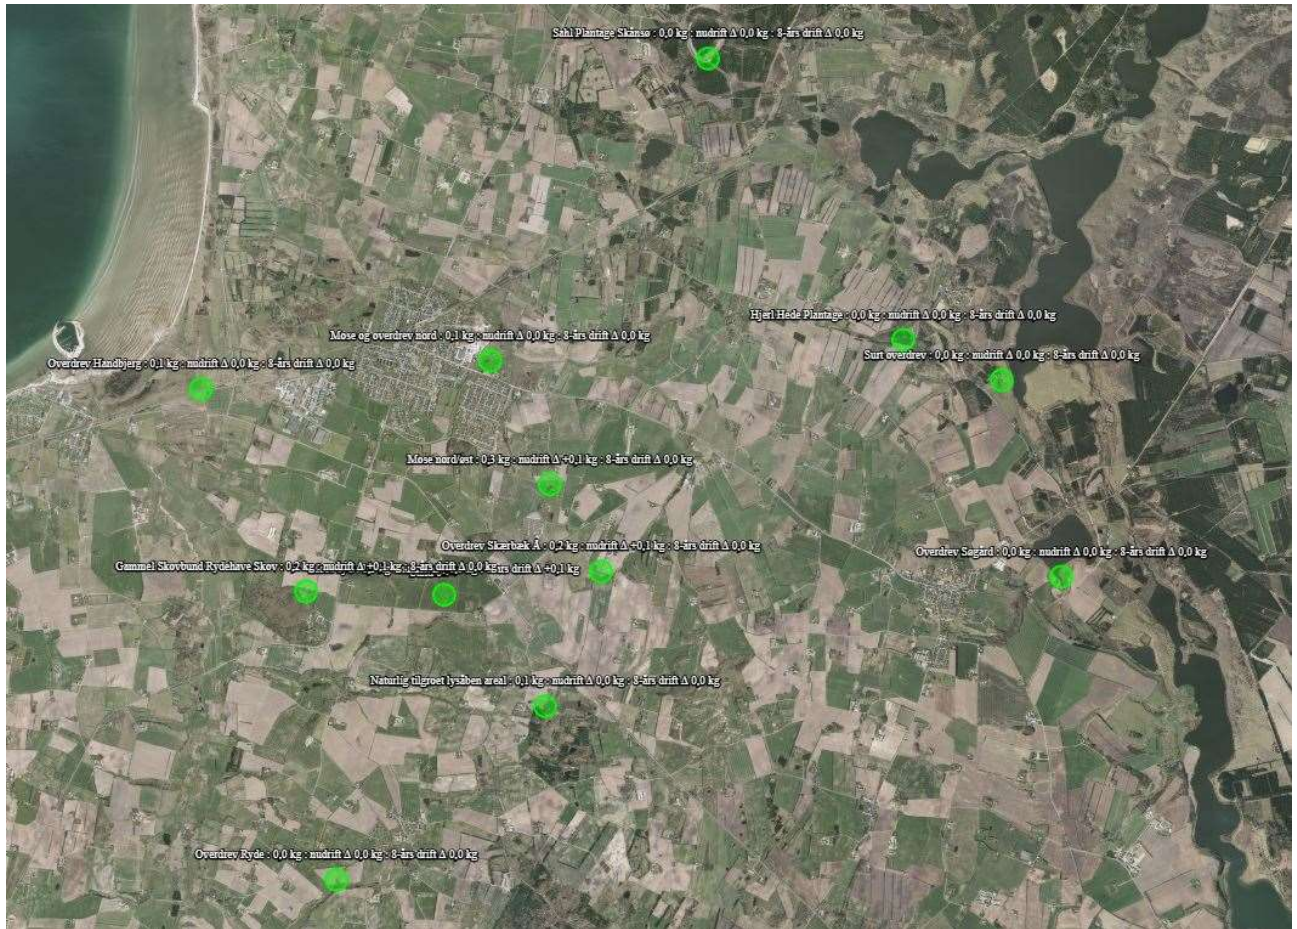 Sahl Plantage Skånsø : 0,0 kg : nudrift Δ 0,0 kg : 8-års drift Δ 0,0 kg
Hjerl Hede Plantage : 0,0 kg : nudrift Δ 0,0 kg : 8-års drift Δ 0,0 kg
Mose og overdrev nord : 0,1 kg : nudrift Δ 0,0 kg : 8-års drift Δ 0,0 kg
Surt overdrev : 0,0 kg : nudrift Δ 0,0 kg : 8-års drift Δ 0,0 kg
Overdrev Handbjerg : 0,1 kg : nudrift Δ 0,0 kg : 8-års drift Δ 0,0 kg
Mose nord/øst : 0,3 kg : nudrift Δ +0,1 kg : 8-års drift Δ 0,0 kg
Overdrev Skærbæk Å : 0,2 kg : nudrift Δ +0,1 kg : 8-års drift Δ 0,0 kg
Overdrev Søgård : 0,0 kg : nudrift Δ 0,0 kg : 8-års drift Δ 0,0 kg
Gammel Skovbund Rydehave Skov : 0,2 kg : nudrift Δ +0,1 kg : 8-års drift Δ 0,0 kg
drift Δ +0,1 kg
Naturlig tilgroet lysåben areal : 0,1 kg : nudrift Δ 0,0 kg : 8-års drift Δ 0,0 kg
Overdrev Ryde : 0,0 kg : nudrift Δ 0,0 kg : 8-års drift Δ 0,0 kg